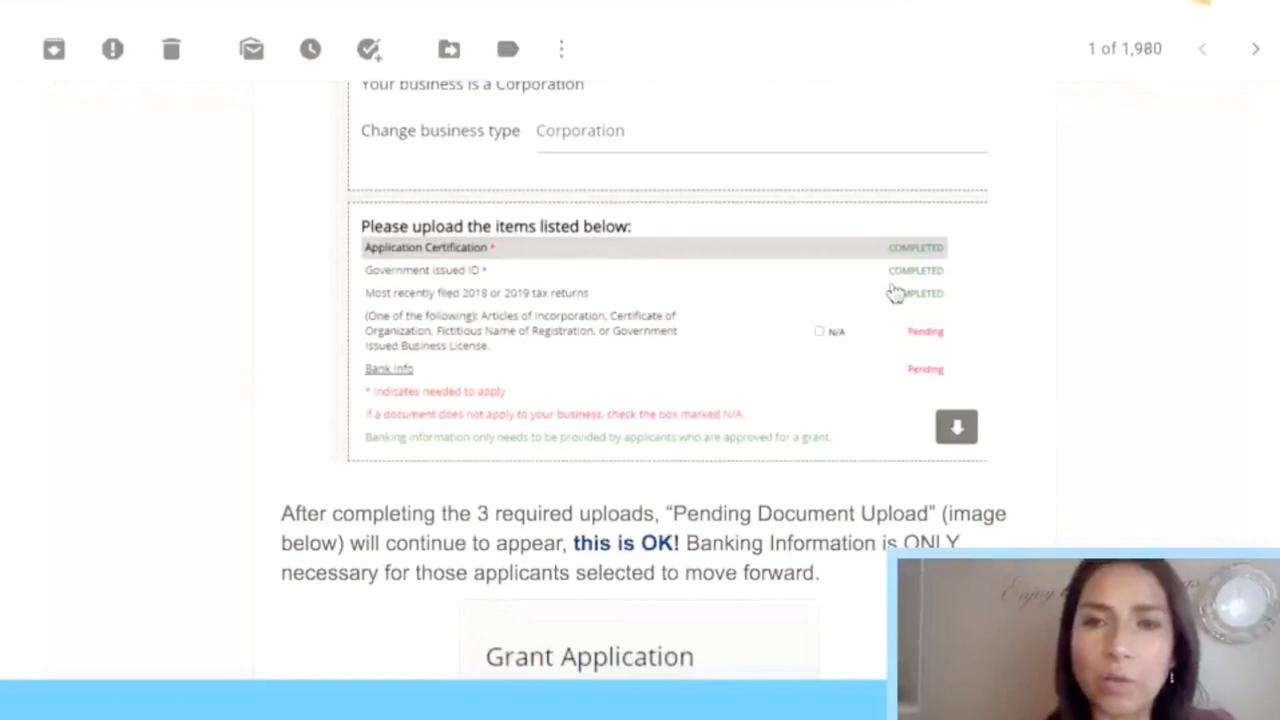 1 of 1,980
Your business is a Corporation
Change business type Corporation
Please upload the items listed below:
Application Certification * COMPLETED
Government issued ID * COMPLETED
Most recently filed 2018 or 2019 tax returns
(One of the following): Articles of Incorporation, Certificate of
Organization, Fictitious Name of Registration, or Government
Issued Business License.
N/A Pending
Bank Info Pending
* Indicates needed to apply
If a document does not apply to your business, check the box marked N/A.
Banking information only needs to be provided by applicants who are approved for a grant.
After completing the 3 required uploads, “Pending Document Upload” (image
below) will continue to appear, this is OK! Banking Information is ONLY
necessary for those applicants selected to move forward.
Grant Application
Enjoy